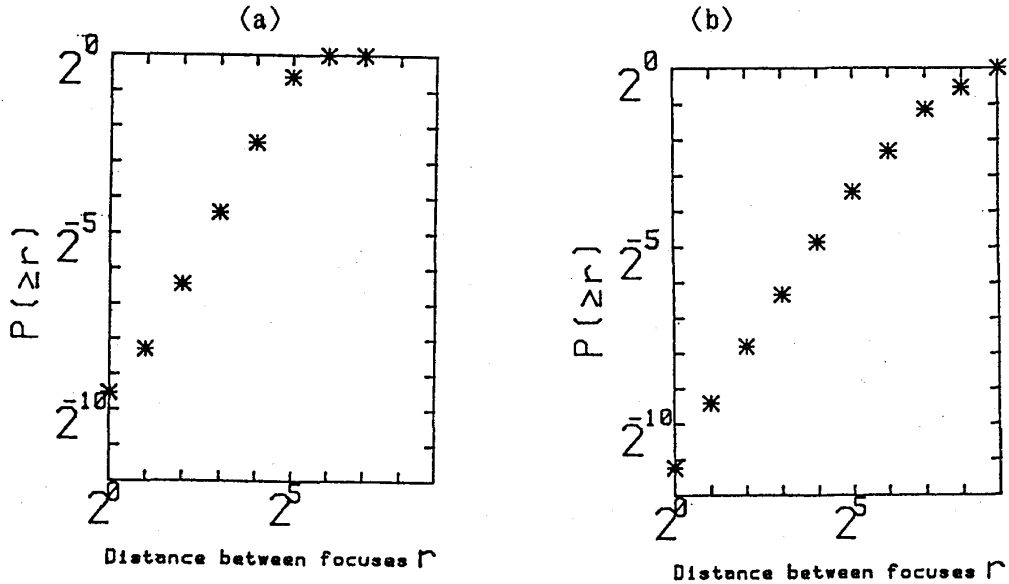 (a)
2^0
2^-5
2^-10
P(≥r)
2^0 2^5
Distance between focuses r
(b)
2^0
2^-5
2^-10
P(≥r)
2^0 2^5
Distance between focuses r